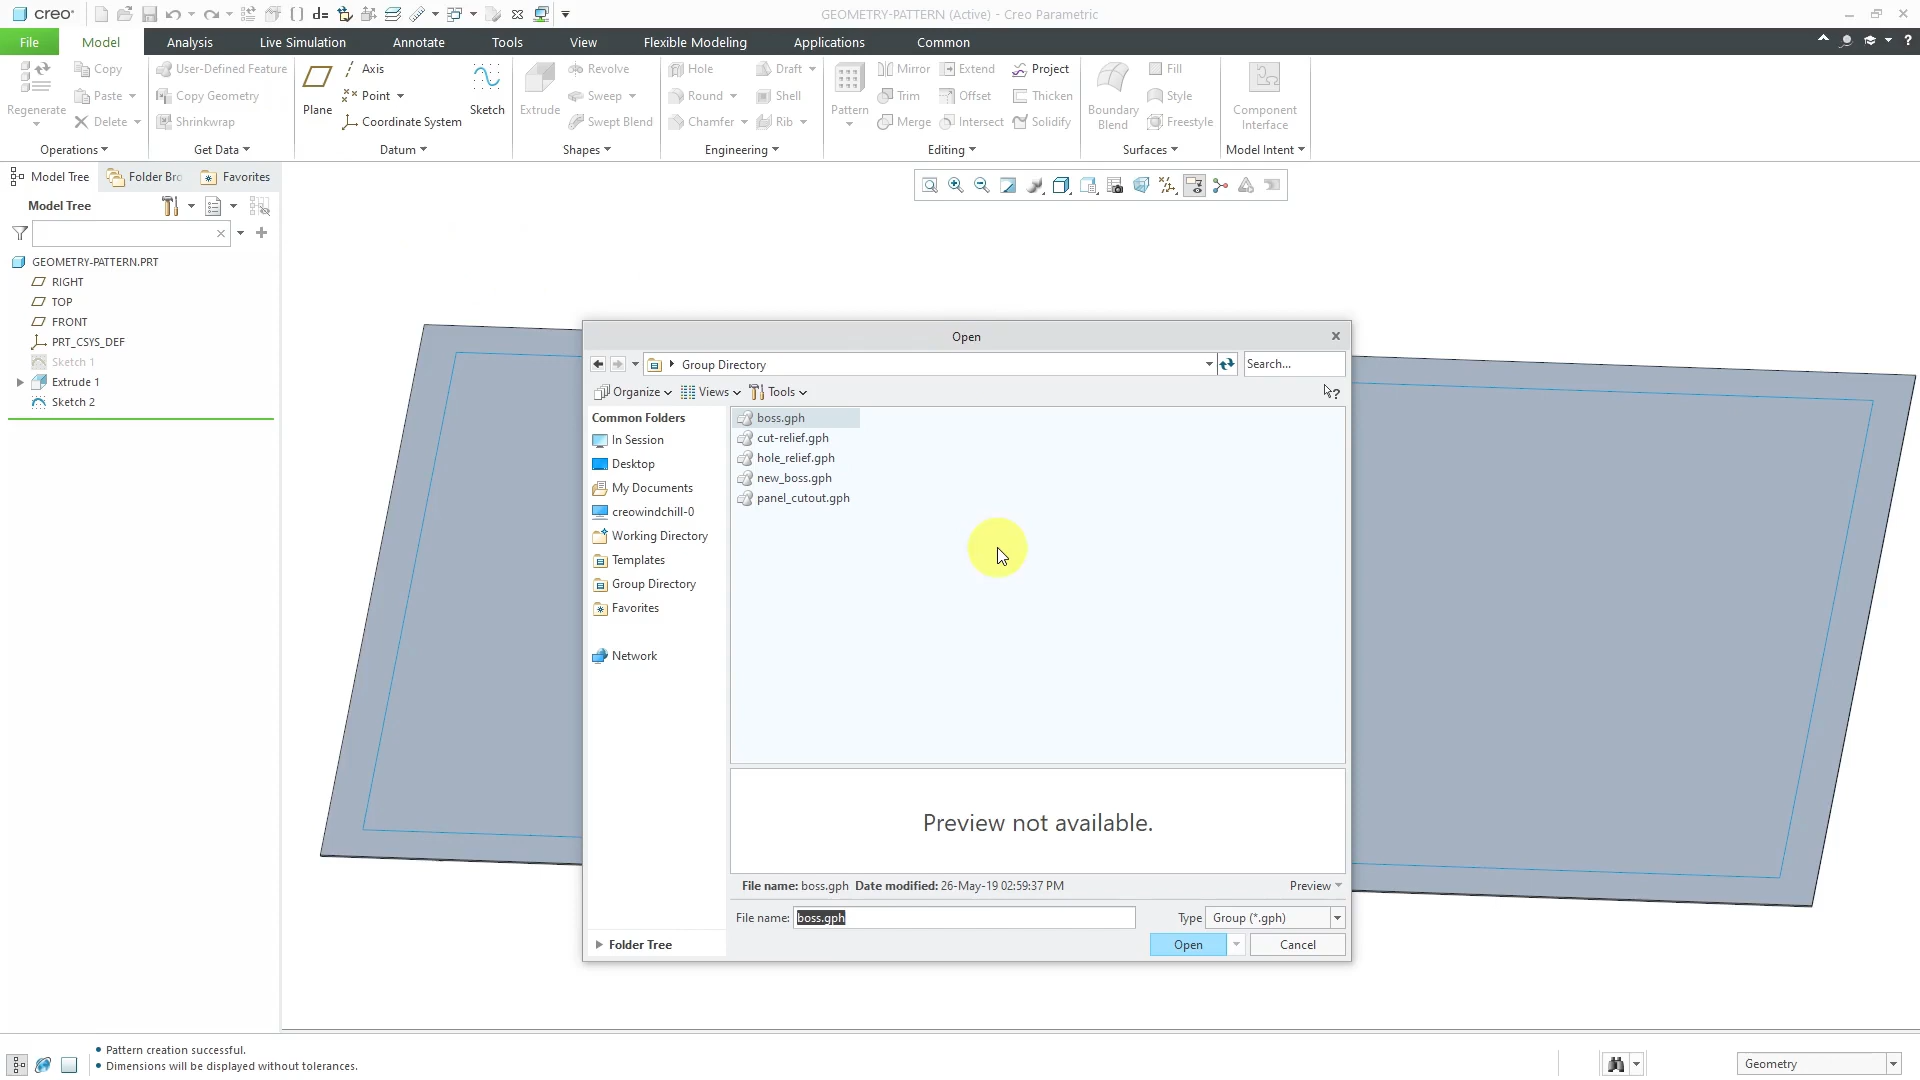 creo
GEOMETRY-PATTERN (Active) - Creo Parametric
File Model Analysis Live Simulation Annotate Tools View Flexible Modeling Applications Common
Regenerate
Copy
Paste
Delete
Operations
User-Defined Feature
Copy Geometry
Shrinkwrap
Get Data
Plane
Axis
Point
Coordinate System
Sketch
Datum
Extrude
Revolve
Sweep
Swept Blend
Shapes
Hole
Round
Chamfer
Draft
Shell
Rib
Engineering
Pattern
Mirror
Trim
Merge
Extend
Offset
Intersect
Project
Thicken
Solidify
Editing
Boundary
Blend
Fill
Style
Freestyle
Surfaces
Component
Interface
Model Intent
Model Tree Folder Bro Favorites
Model Tree
GEOMETRY-PATTERN.PRT
RIGHT
TOP
FRONT
PRT_CSYS_DEF
Sketch 1
Extrude 1
Sketch 2
Open
Group Directory
Search...
Organize Views Tools
Common Folders
In Session
Desktop
My Documents
creowindchill-0
Working Directory
Templates
Group Directory
Favorites
Network
Folder Tree
boss.gph
cut-relief.gph
hole_relief.gph
new_boss.gph
panel_cutout.gph
Preview not available.
File name: boss.gph Date modified: 26-May-19 02:59:37 PM
Preview
File name: boss.gph
Type Group (*.gph)
Open
Cancel
• Pattern creation successful.
• Dimensions will be displayed without tolerances.
Geometry